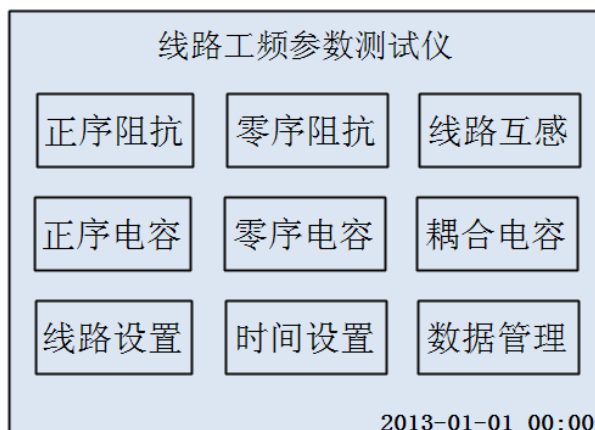 线路工频参数测试仪
正序阻抗 零序阻抗 线路互感
正序电容 零序电容 耦合电容
线路设置 时间设置 数据管理
2013-01-01 00:00